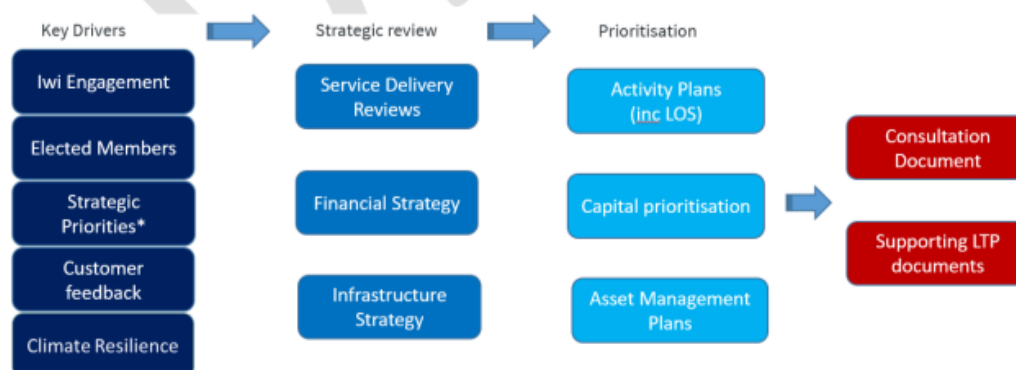 Key Drivers
Strategic review
Prioritisation
Iwi Engagement
Elected Members
Strategic
Priorities*
Customer
feedback
Climate Resilience
Service Delivery
Reviews
Financial Strategy
Infrastructure
Strategy
Activity Plans
(inc LOS)
Capital prioritisation
Asset Management
Plans
Consultation
Document
Supporting LTP
documents